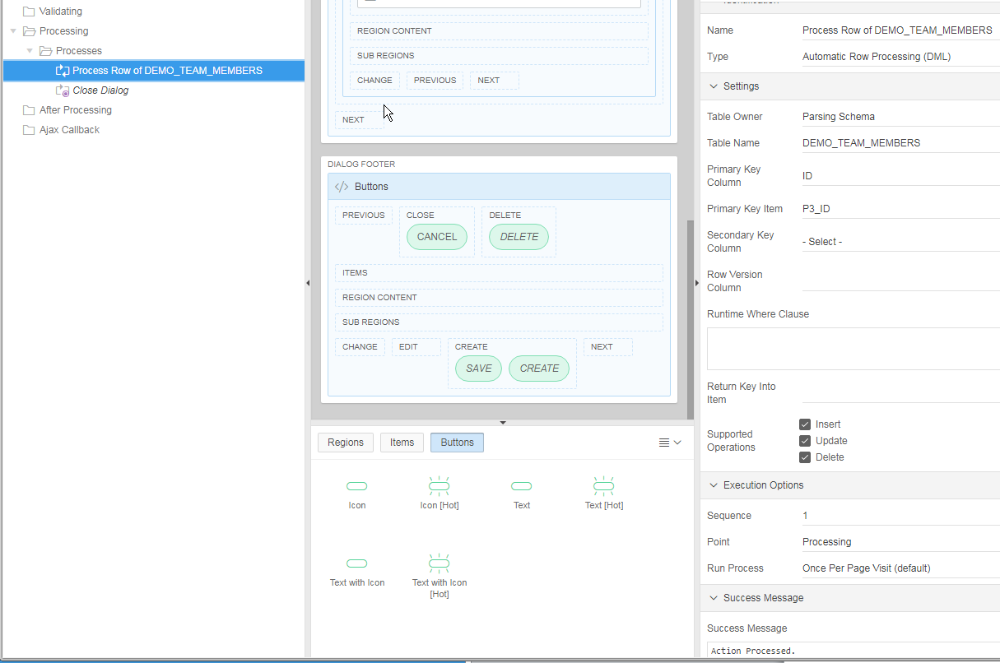 Validating
Processing
Processes
Process Row of DEMO_TEAM_MEMBERS
Close Dialog
After Processing
Ajax Callback
REGION CONTENT
SUB REGIONS
CHANGE PREVIOUS NEXT
NEXT
DIALOG FOOTER
</> Buttons
PREVIOUS CLOSE DELETE
CANCEL DELETE
ITEMS
REGION CONTENT
SUB REGIONS
CHANGE EDIT CREATE NEXT
SAVE CREATE
Regions Items Buttons
Icon Icon [Hot] Text Text [Hot]
Text with Icon Text with Icon
[Hot]
Identification
Name Process Row of DEMO_TEAM_MEMBERS
Type Automatic Row Processing (DML)
Settings
Table Owner Parsing Schema
Table Name DEMO_TEAM_MEMBERS
Primary Key
Column ID
Primary Key Item P3_ID
Secondary Key
Column - Select -
Row Version
Column
Runtime Where Clause
Return Key Into
Item
Supported
Operations
Insert
Update
Delete
Execution Options
Sequence 1
Point Processing
Run Process Once Per Page Visit (default)
Success Message
Success Message
Action Processed.